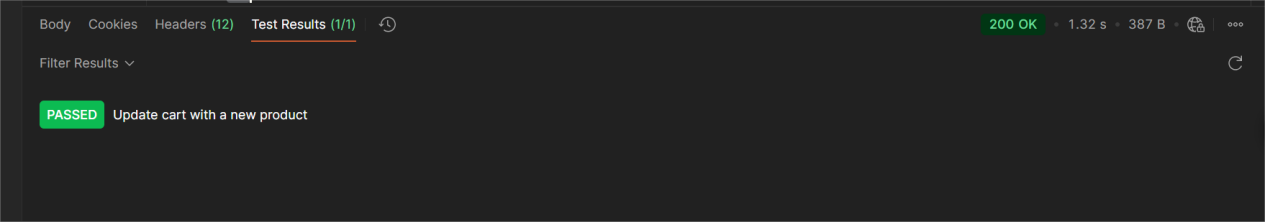 Body Cookies Headers (12) Test Results (1/1) 200 OK • 1.32 s • 387 B •
Filter Results
PASSED Update cart with a new product